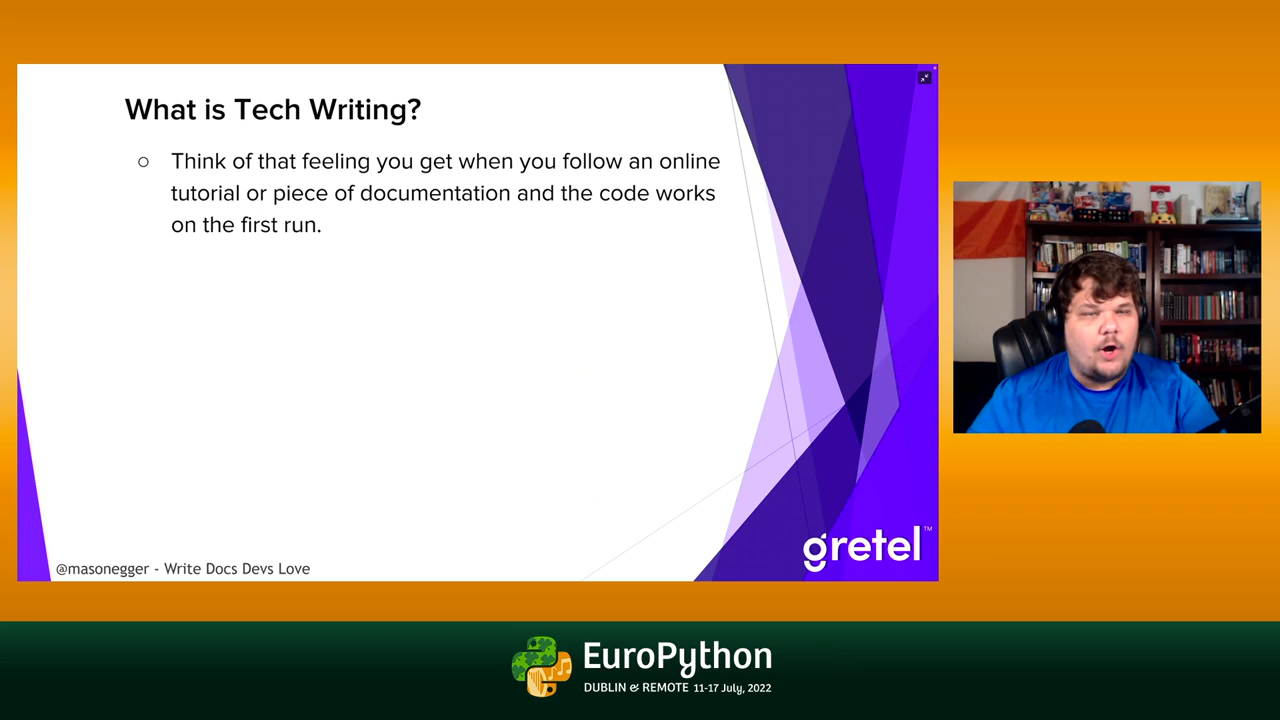 What is Tech Writing?
○ Think of that feeling you get when you follow an online
tutorial or piece of documentation and the code works
on the first run.
gretel™
@masonegger - Write Docs Devs Love
EuroPython
DUBLIN & REMOTE 11-17 July, 2022